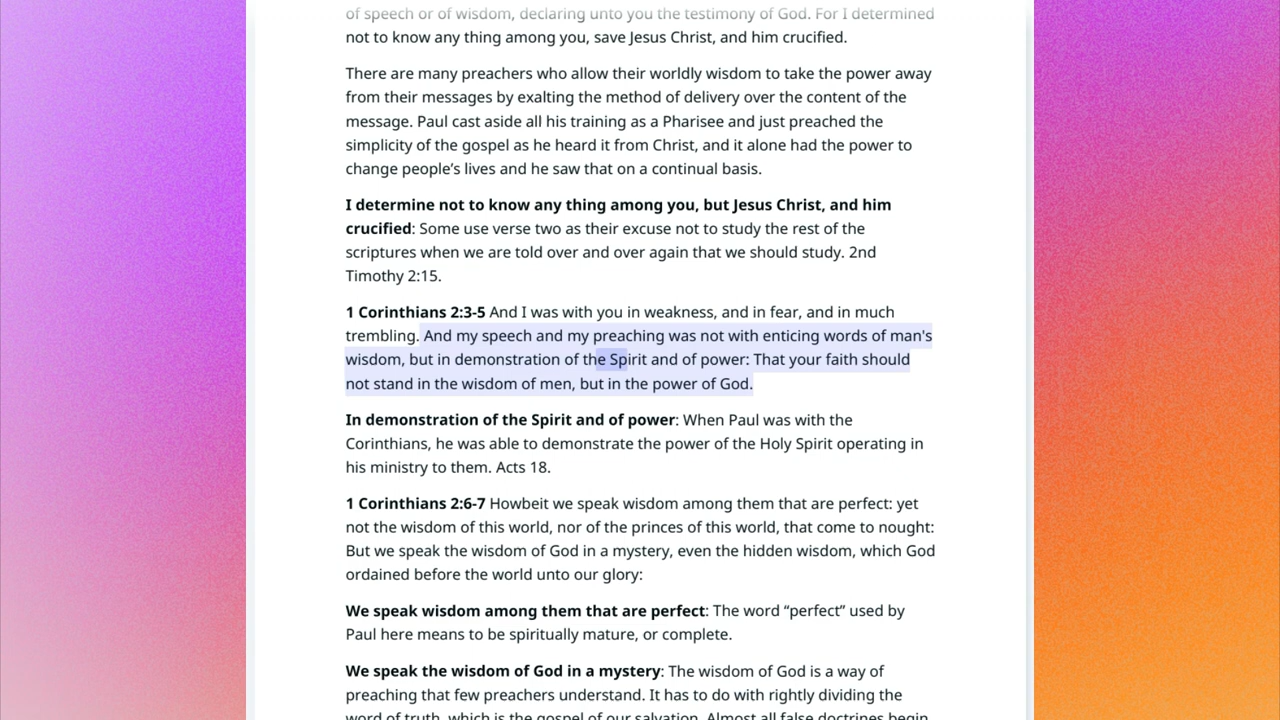 of speech or of wisdom, declaring unto you the testimony of God. For I determined
not to know any thing among you, save Jesus Christ, and him crucified.
There are many preachers who allow their worldly wisdom to take the power away
from their messages by exalting the method of delivery over the content of the
message. Paul cast aside all his training as a Pharisee and just preached the
simplicity of the gospel as he heard it from Christ, and it alone had the power to
change people’s lives and he saw that on a continual basis.
I determine not to know any thing among you, but Jesus Christ, and him
crucified: Some use verse two as their excuse not to study the rest of the
scriptures when we are told over and over again that we should study. 2nd
Timothy 2:15.
1 Corinthians 2:3-5 And I was with you in weakness, and in fear, and in much
trembling. And my speech and my preaching was not with enticing words of man's
wisdom, but in demonstration of the Spirit and of power: That your faith should
not stand in the wisdom of men, but in the power of God.
In demonstration of the Spirit and of power: When Paul was with the
Corinthians, he was able to demonstrate the power of the Holy Spirit operating in
his ministry to them. Acts 18.
1 Corinthians 2:6-7 Howbeit we speak wisdom among them that are perfect: yet
not the wisdom of this world, nor of the princes of this world, that come to nought:
But we speak the wisdom of God in a mystery, even the hidden wisdom, which God
ordained before the world unto our glory:
We speak wisdom among them that are perfect: The word “perfect” used by
Paul here means to be spiritually mature, or complete.
We speak the wisdom of God in a mystery: The wisdom of God is a way of
preaching that few preachers understand. It has to do with rightly dividing the
word of truth, which is the gospel of our salvation. Almost all false doctrines begin